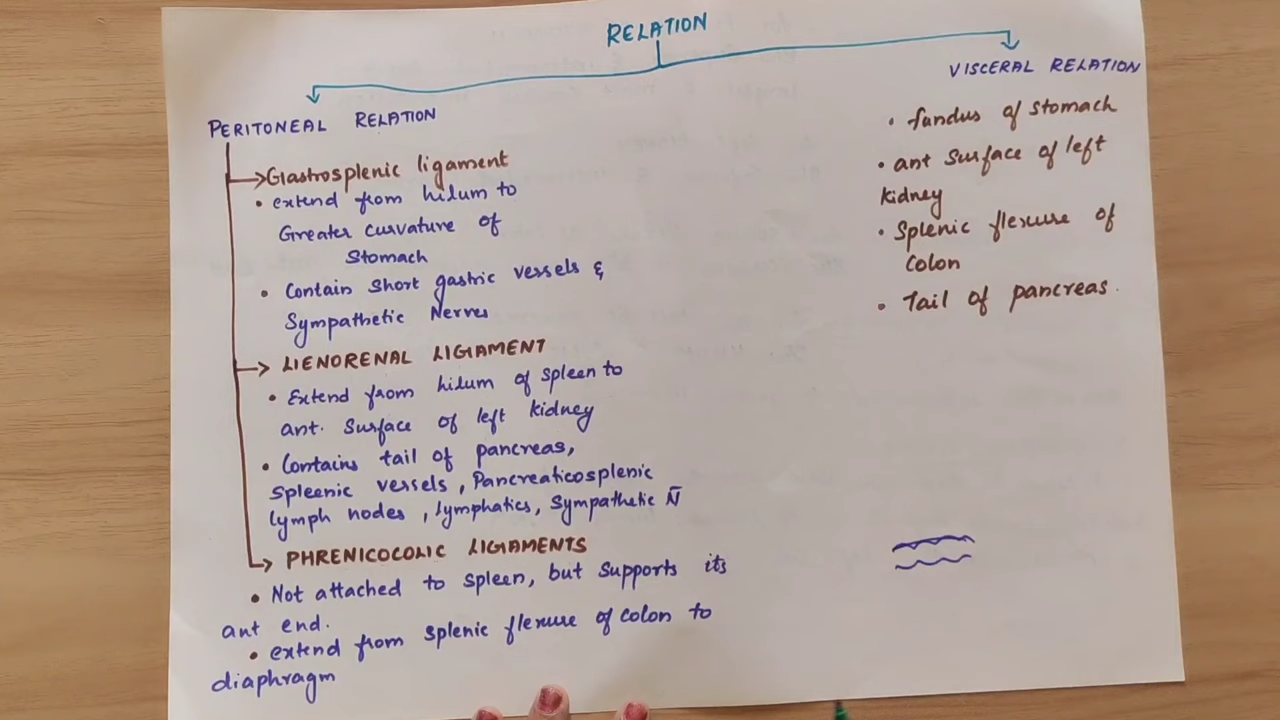 RELATION
PERITONEAL RELATION
Glastrosplenic ligament
• extend from hilum to
Greater curvature of
Stomach
• Contain short gastric vessels &
Sympathetic Nerves
LIENORENAL LIGIAMENT
• Extend from hilum of spleen to
ant. surface of left kidney
• Contains tail of pancreas,
Spleenic vessels, Pancreaticosplenic
lymph nodes, lymphatics, Sympathetic N̄
PHRENICOCOLIC LIGIAMENTS
• Not attached to spleen, but supports its
ant end.
• extend from splenic flexure of colon to
diaphragm
VISCERAL RELATION
• fundus of stomach
• ant surface of left
kidney
• Splenic flexure of
Colon
• Tail of pancreas.